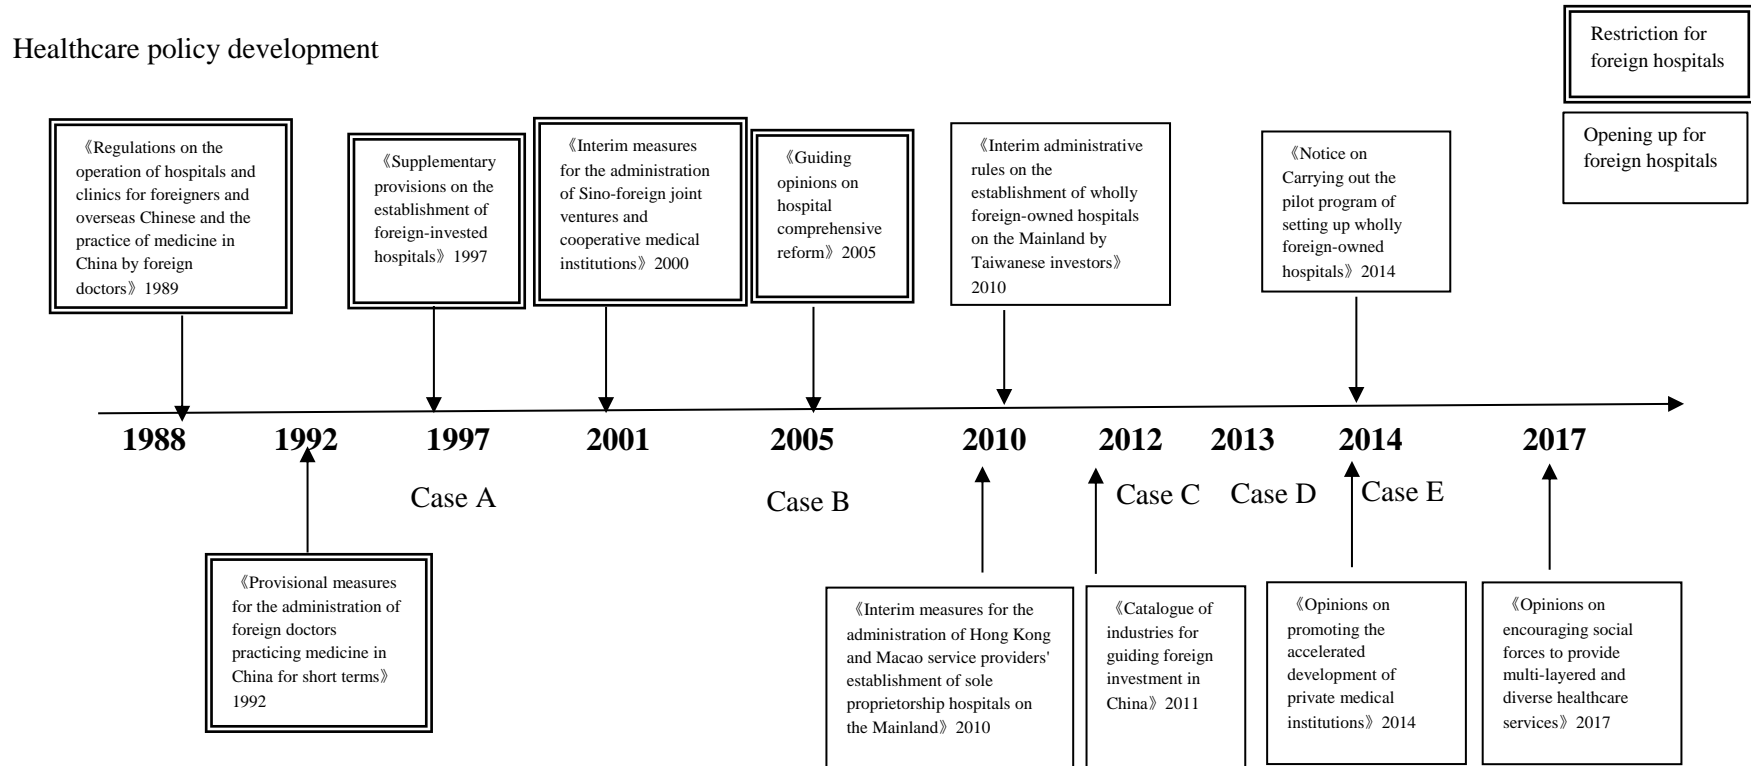 Healthcare policy development
Restriction for
foreign hospitals
Opening up for
foreign hospitals
《Regulations on the
operation of hospitals and
clinics for foreigners and
overseas Chinese and the
practice of medicine in
China by foreign
doctors》1989
《Supplementary
provisions on the
establishment of
foreign-invested
hospitals》1997
《Interim measures
for the administration
of Sino-foreign joint
ventures and
cooperative medical
institutions》2000
《Guiding
opinions on
hospital
comprehensive
reform》2005
《Interim administrative
rules on the
establishment of wholly
foreign-owned hospitals
on the Mainland by
Taiwanese investors》
2010
《Notice on
Carrying out the
pilot program of
setting up wholly
foreign-owned
hospitals》2014
1988 1992 1997 2001 2005 2010 2012 2013 2014 2017
Case A Case B Case C Case D Case E
《Provisional measures
for the administration of
foreign doctors
practicing medicine in
China for short terms》
1992
《Interim measures for the
administration of Hong Kong
and Macao service providers'
establishment of sole
proprietorship hospitals on
the Mainland》2010
《Catalogue of
industries for
guiding foreign
investment in
China》2011
《Opinions on
promoting the
accelerated
development of
private medical
institutions》2014
《Opinions on
encouraging social
forces to provide
multi-layered and
diverse healthcare
services》2017